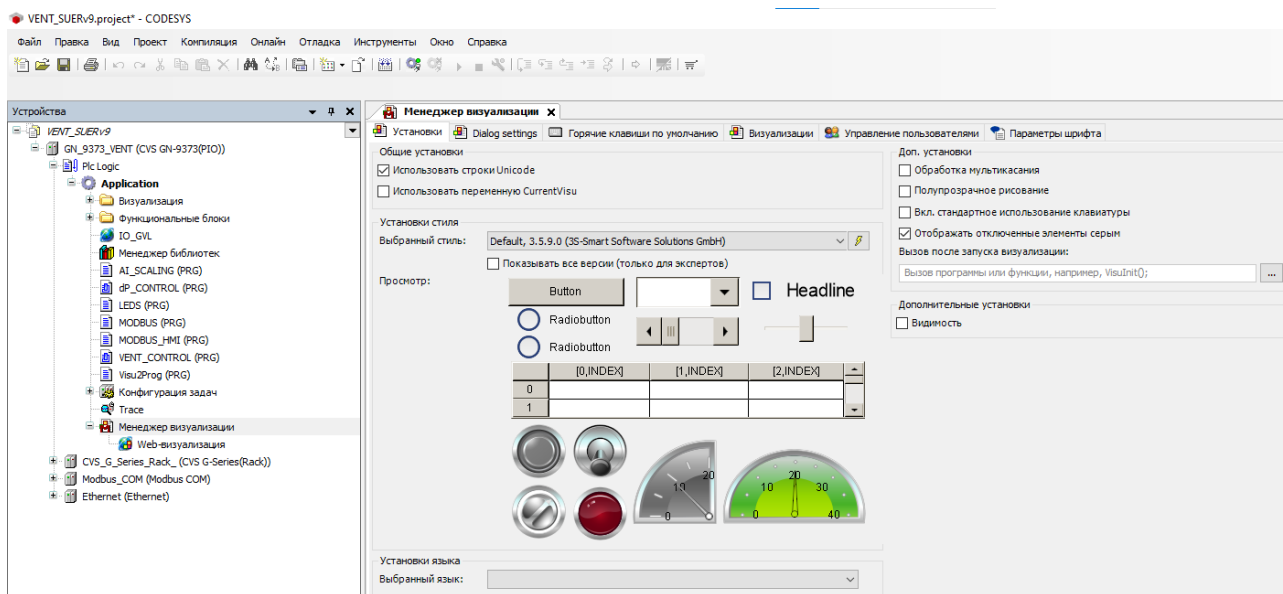 VENT_SUERv9.project* - CODESYS
Файл Правка Вид Проект Компиляция Онлайн Отладка Инструменты Окно Справка
Устройства
VENT_SUERv9
GN_9373_VENT (CVS GN-9373(PIO))
Plc Logic
Application
Визуализация
Функциональные блоки
IO_GVL
Менеджер библиотек
AI_SCALING (PRG)
dP_CONTROL (PRG)
LEDS (PRG)
MODBUS (PRG)
MODBUS_HMI (PRG)
VENT_CONTROL (PRG)
Visu2Prog (PRG)
Конфигурация задач
Trace
Менеджер визуализации
Web-визуализация
CVS_G_Series_Rack_ (CVS G-Series(Rack))
Modbus_COM (Modbus COM)
Ethernet (Ethernet)
Менеджер визуализации
Установки Dialog settings Горячие клавиши по умолчанию Визуализации Управление пользователями Параметры шрифта
Общие установки
Использовать строки Unicode
Использовать переменную CurrentVisu
Установки стиля
Выбранный стиль: Default, 3.5.9.0 (3S-Smart Software Solutions GmbH)
Показывать все версии (только для экспертов)
Просмотр:
Button Headline
Radiobutton
Radiobutton
[0,INDEX] [1,INDEX] [2,INDEX]
0
1
0 10 20
0 10 20 30 40
Установки языка
Выбранный язык:
Доп. установки
Обработка мультикасания
Полупрозрачное рисование
Вкл. стандартное использование клавиатуры
Отображать отключенные элементы серым
Вызов после запуска визуализации:
Вызов программы или функции, например, VisuInit(); ...
Дополнительные установки
Видимость